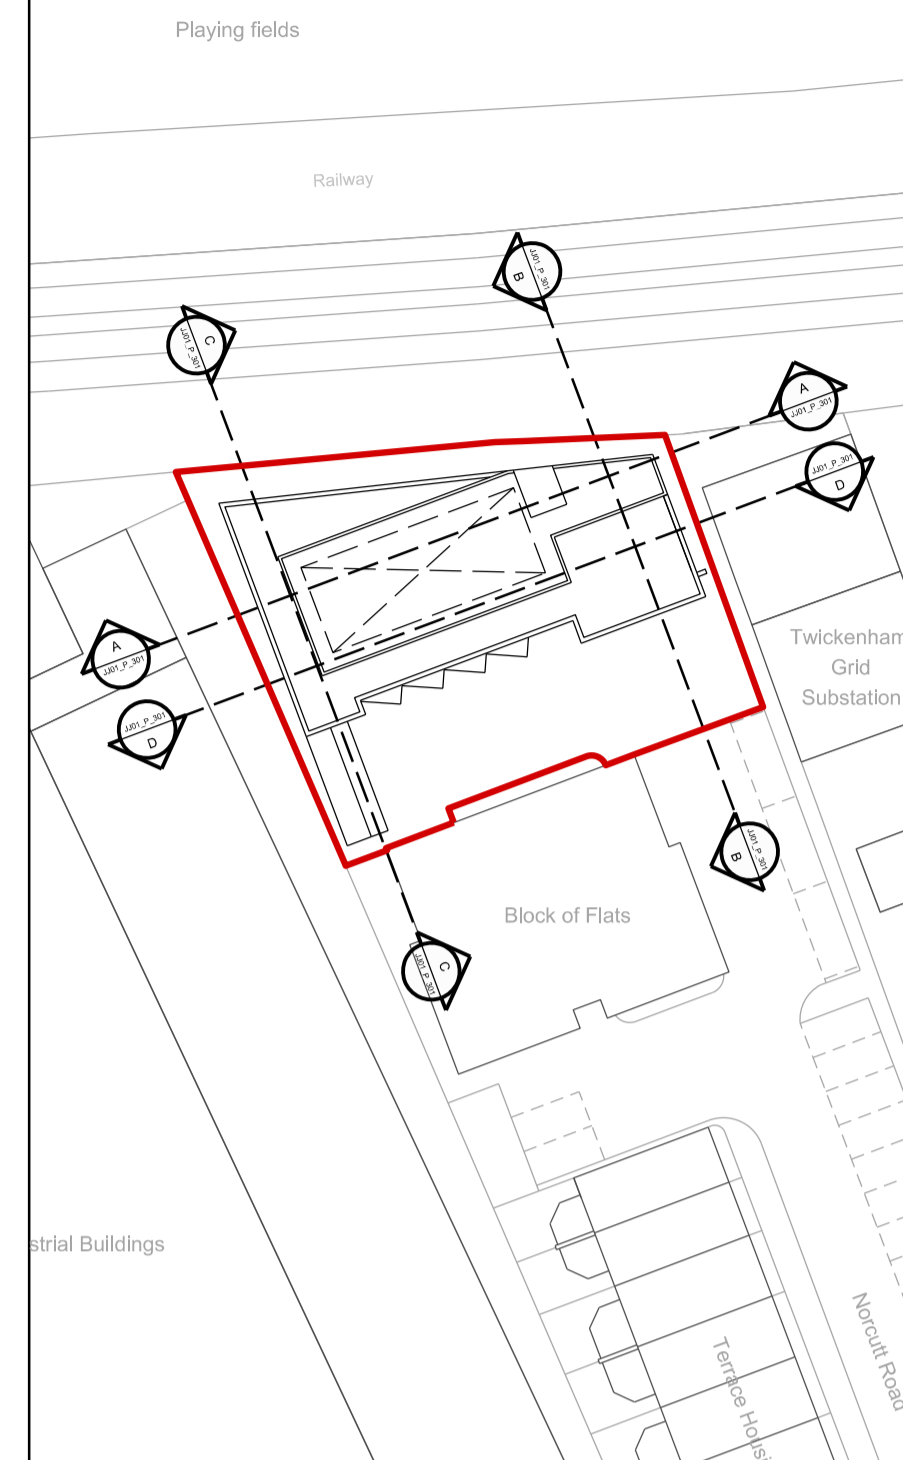 Playing fields
Railway
B
JJ01_P_301
C
JJ01_P_301
A
JJ01_P_301
JJ01_P_301
D
A
JJ01_P_301
Twickenham
Grid
Substation
JJ01_P_301
D
B
JJ01_P_301
Block of Flats
C
JJ01_P_301
strial Buildings
Norcutt Road
Terrace Housi